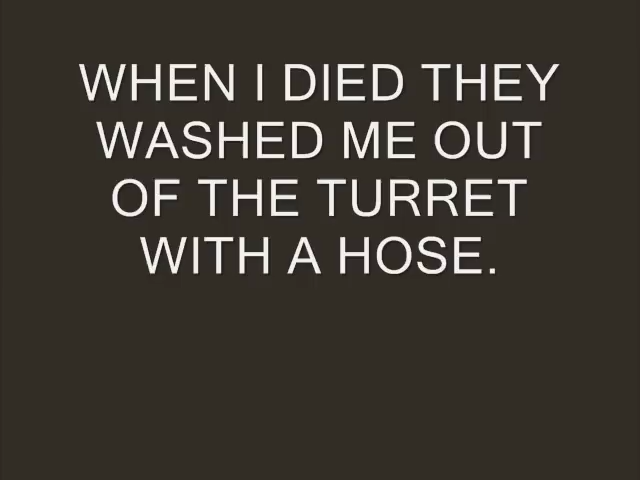 WHEN I DIED THEY
WASHED ME OUT
OF THE TURRET
WITH A HOSE.